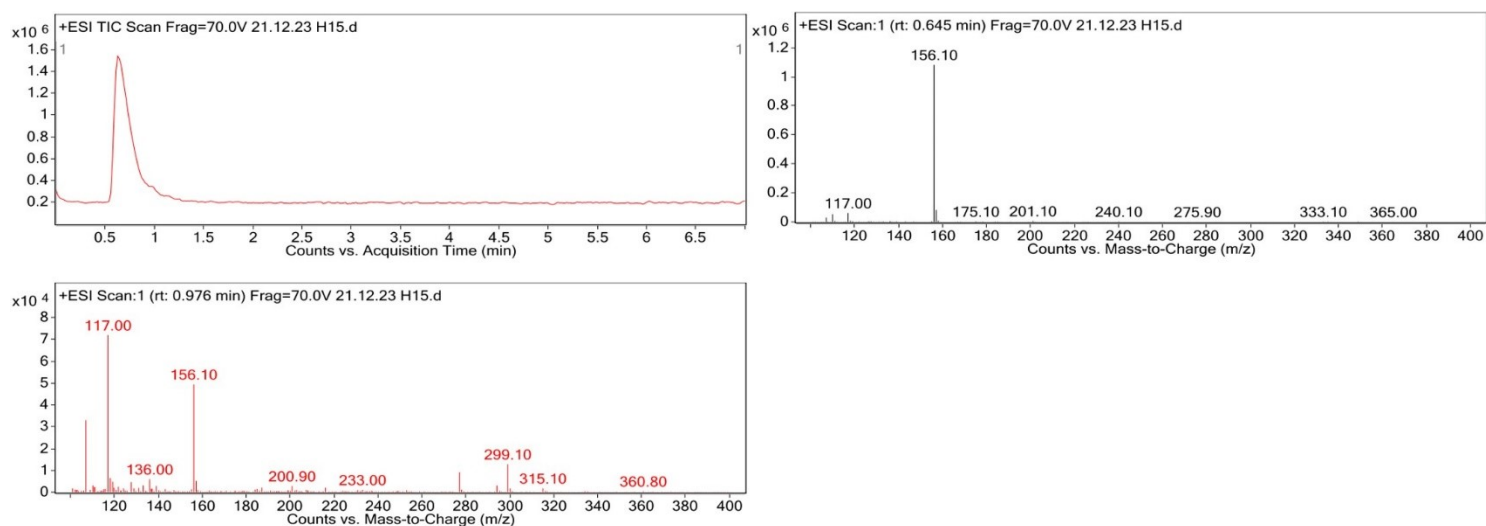 +ESI TIC Scan Frag=70.0V 21.12.23 H15.d
x10 6
1 1
1.6
1.4
1.2
1
0.8
0.6
0.4
0.2
0.5 1 1.5 2 2.5 3 3.5 4 4.5 5 5.5 6 6.5
Counts vs. Acquisition Time (min)
+ESI Scan:1 (rt: 0.645 min) Frag=70.0V 21.12.23 H15.d
x10 6
1.2
1
0.8
0.6
0.4
0.2
0
156.10
117.00 175.10 201.10 240.10 275.90 333.10 365.00
120 140 160 180 200 220 240 260 280 300 320 340 360 380 400
Counts vs. Mass-to-Charge (m/z)
+ESI Scan:1 (rt: 0.976 min) Frag=70.0V 21.12.23 H15.d
x10 4
8
7
6
5
4
3
2
1
0
117.00
156.10
136.00 200.90 233.00 299.10 315.10 360.80
120 140 160 180 200 220 240 260 280 300 320 340 360 380 400
Counts vs. Mass-to-Charge (m/z)